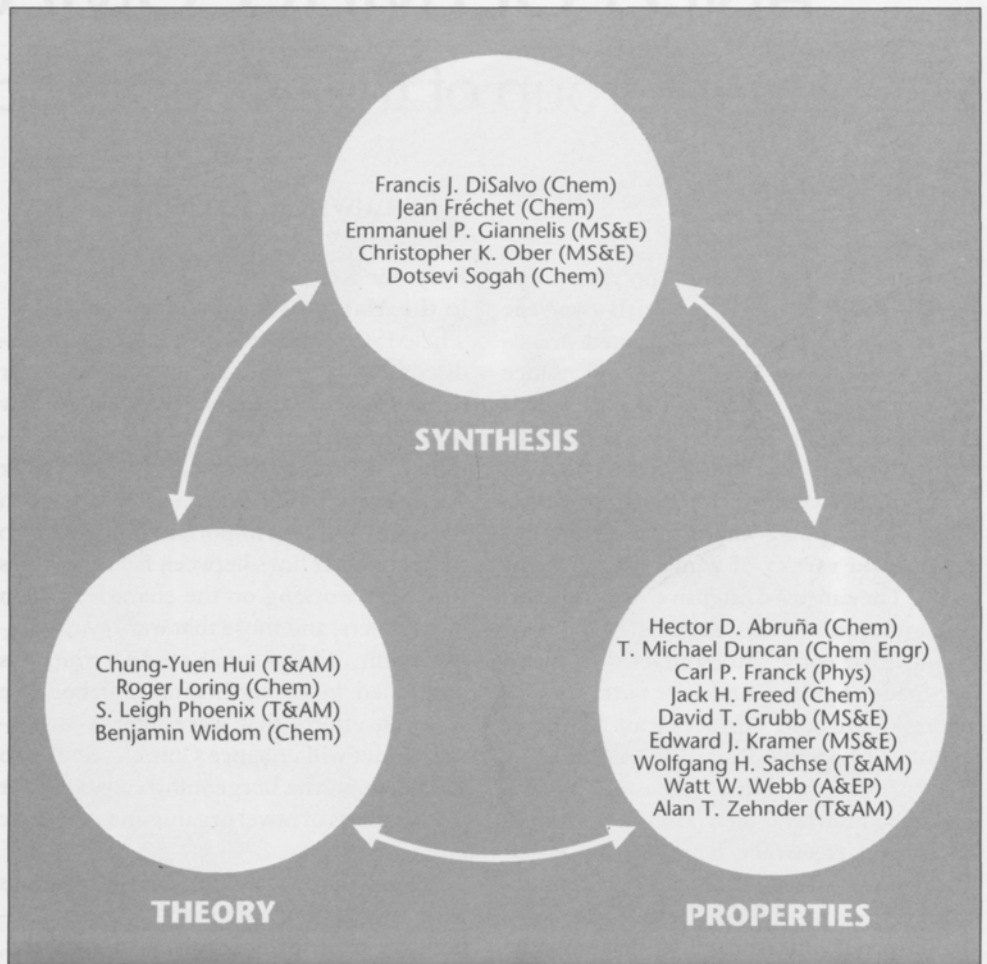 Francis J. DiSalvo (Chem)
Jean Fréchet (Chem)
Emmanuel P. Giannelis (MS&E)
Christopher K. Ober (MS&E)
Dotsevi Sogah (Chem)
SYNTHESIS
Chung-Yuen Hui (T&AM)
Roger Loring (Chem)
S. Leigh Phoenix (T&AM)
Benjamin Widom (Chem)
THEORY
Hector D. Abruña (Chem)
T. Michael Duncan (Chem Engr)
Carl P. Franck (Phys)
Jack H. Freed (Chem)
David T. Grubb (MS&E)
Edward J. Kramer (MS&E)
Wolfgang H. Sachse (T&AM)
Watt W. Webb (A&EP)
Alan T. Zehnder (T&AM)
PROPERTIES